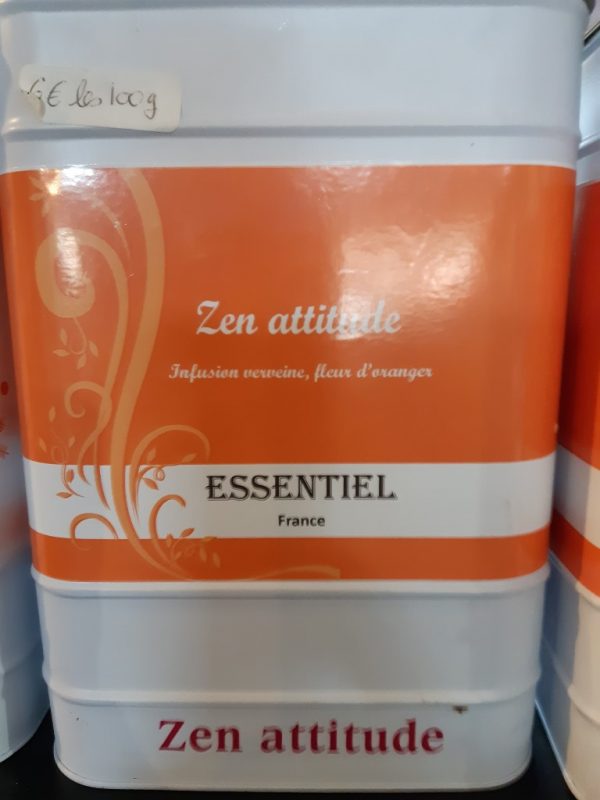 € les 100g
Zen attitude
Infusion verveine, fleur d'oranger
ESSENTIEL
France
Zen attitude